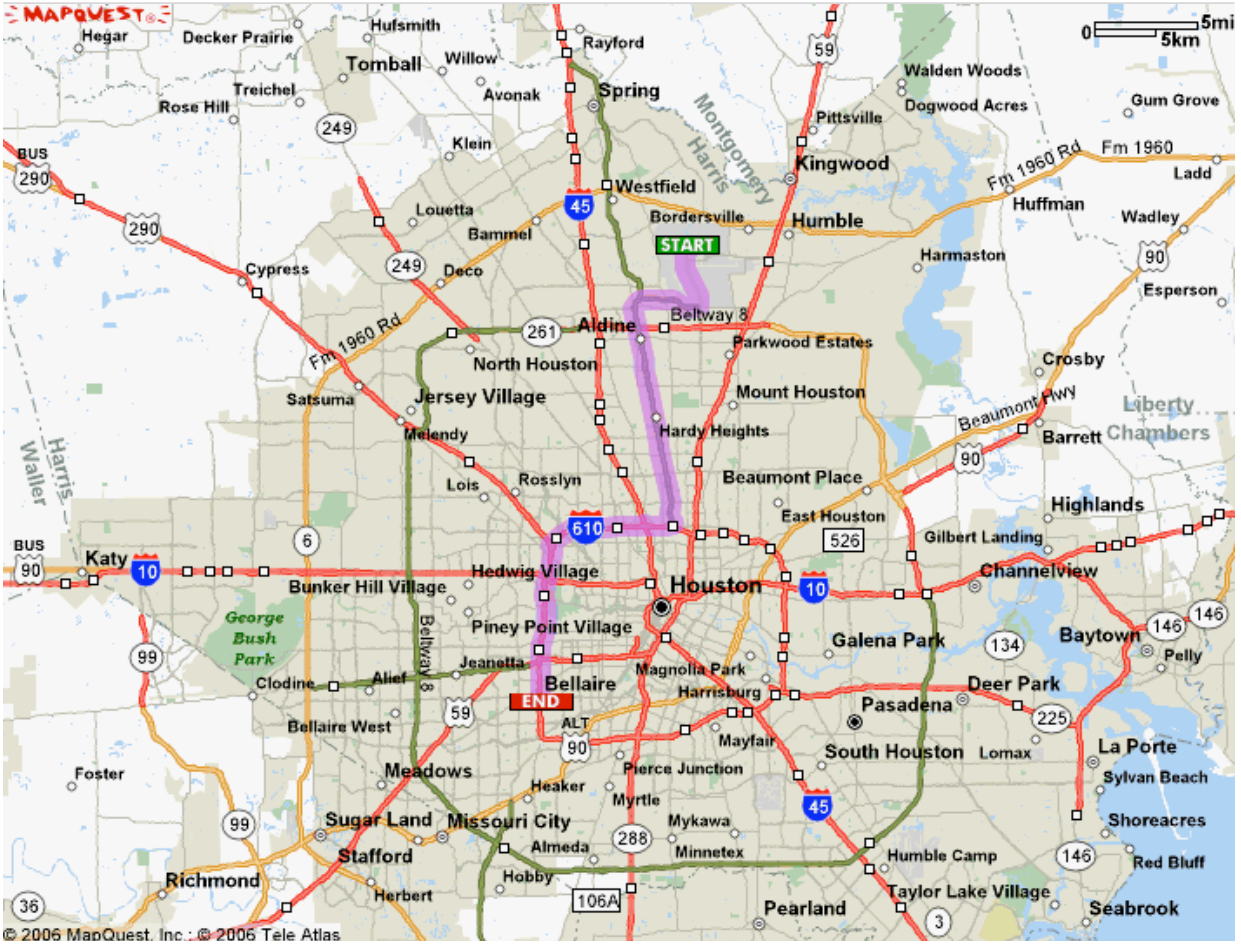 MAPQUEST
Hegar
Decker Prairie
Hufsmith
Rayford
59
0
5mi
5km
Tomball
Willow
Walden Woods
Treichel
Avonak
Spring
Dogwood Acres
Rose Hill
Gum Grove
249
Montgomery
Harris
Pittsville
Klein
Kingwood
Fm 1960 Rd
Fm 1960
BUS
290
Ladd
Westfield
45
Louetta
Bordersville
Humble
Huffman
Wadley
290
Bammel
START
90
249
Deco
Harmaston
Cypress
Esperson
Fm 1960 Rd
261
Aldine
Beltway 8
Parkwood Estates
North Houston
Crosby
Satsuma
Jersey Village
Mount Houston
Beaumont Hwy
Liberty
Chambers
Melendy
Hardy Heights
Barrett
Harris
Waller
90
Lois
Rosslyn
Beaumont Place
Highlands
East Houston
610
6
526
Gilbert Landing
BUS
90
Katy
10
Hedwig Village
Houston
Channelview
Bunker Hill Village
10
George
Bush
Park
Beltway 8
Piney Point Village
Galena Park
134
146
146
Baytown
99
Jeanetta
Magnolia Park
Pelly
Clodine
Alief
Bellaire
Harrisburg
Deer Park
END
Pasadena
59
225
Bellaire West
ALT
90
Mayfair
South Houston
Lomax
La Porte
Foster
Meadows
Pierce Junction
Sylvan Beach
Heaker
Myrtle
45
99
Sugar Land
Missouri City
Mykawa
Shoreacres
288
Stafford
Almeda
Minnetex
146
Red Bluff
Humble Camp
Richmond
Herbert
Hobby
Taylor Lake Village
36
106A
Pearland
3
Seabrook
© 2006 MapQuest, Inc.; © 2006 Tele Atlas